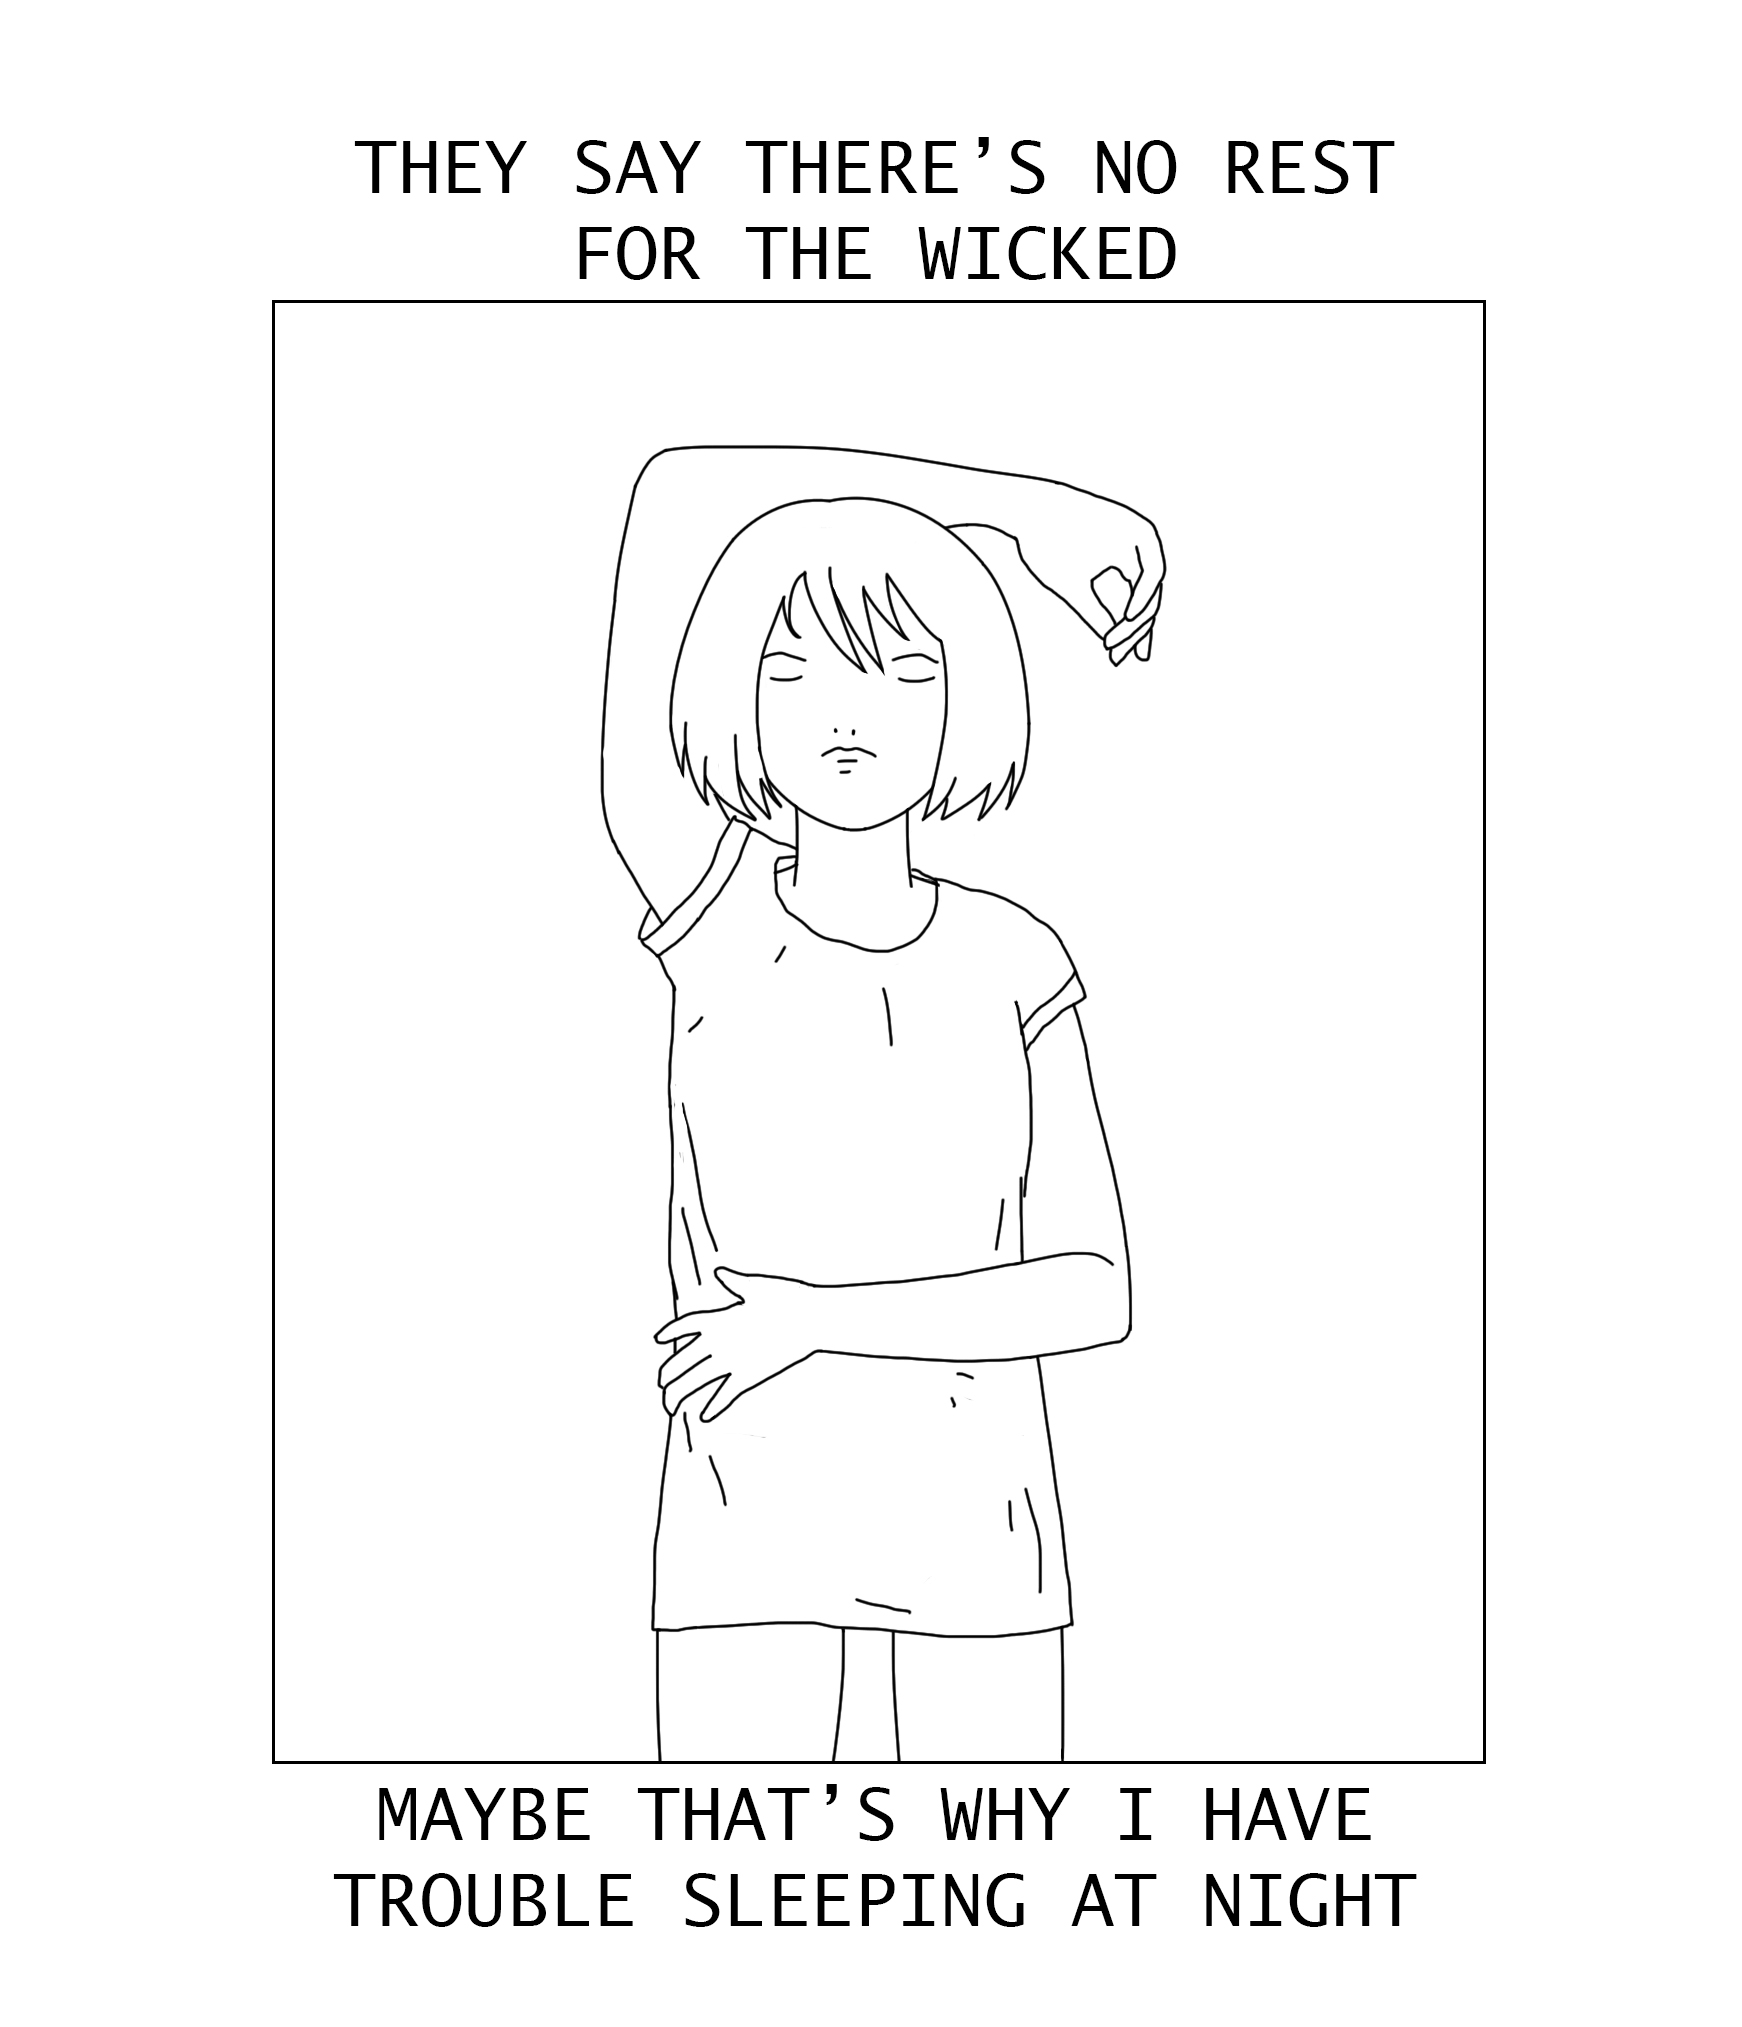 THEY SAY THERE’S NO REST
FOR THE WICKED
MAYBE THAT’S WHY I HAVE
TROUBLE SLEEPING AT NIGHT